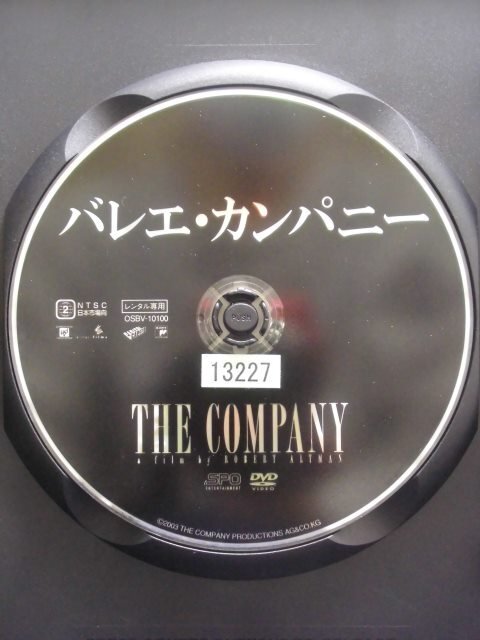 バレエ・カンパニー
2
NTSC
日本市場向
レンタル専用
OSBV-10100
PUSH
13227
THE COMPANY
a film by ROBERT ALTMAN
SPO
ENTERTAINMENT
DVD
VIDEO
©2003 THE COMPANY PRODUCTIONS AG&CO.KG